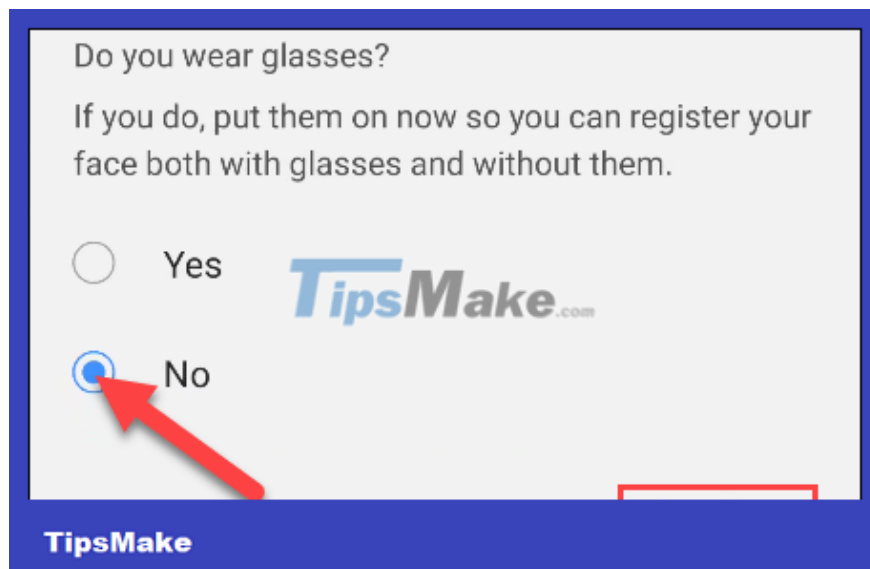 Do you wear glasses?
If you do, put them on now so you can register your
face both with glasses and without them.
Yes
TipsMake.com
No
TipsMake